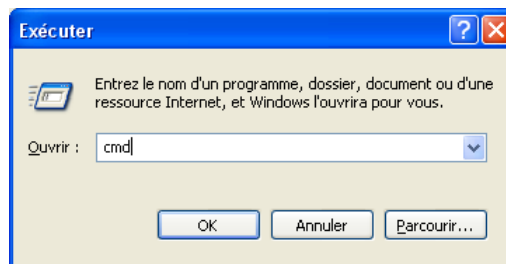 Exécuter
Entrez le nom d'un programme, dossier, document ou d'une
ressource Internet, et Windows l'ouvrira pour vous.
Ouvrir : cmd
OK Annuler Parcourir...